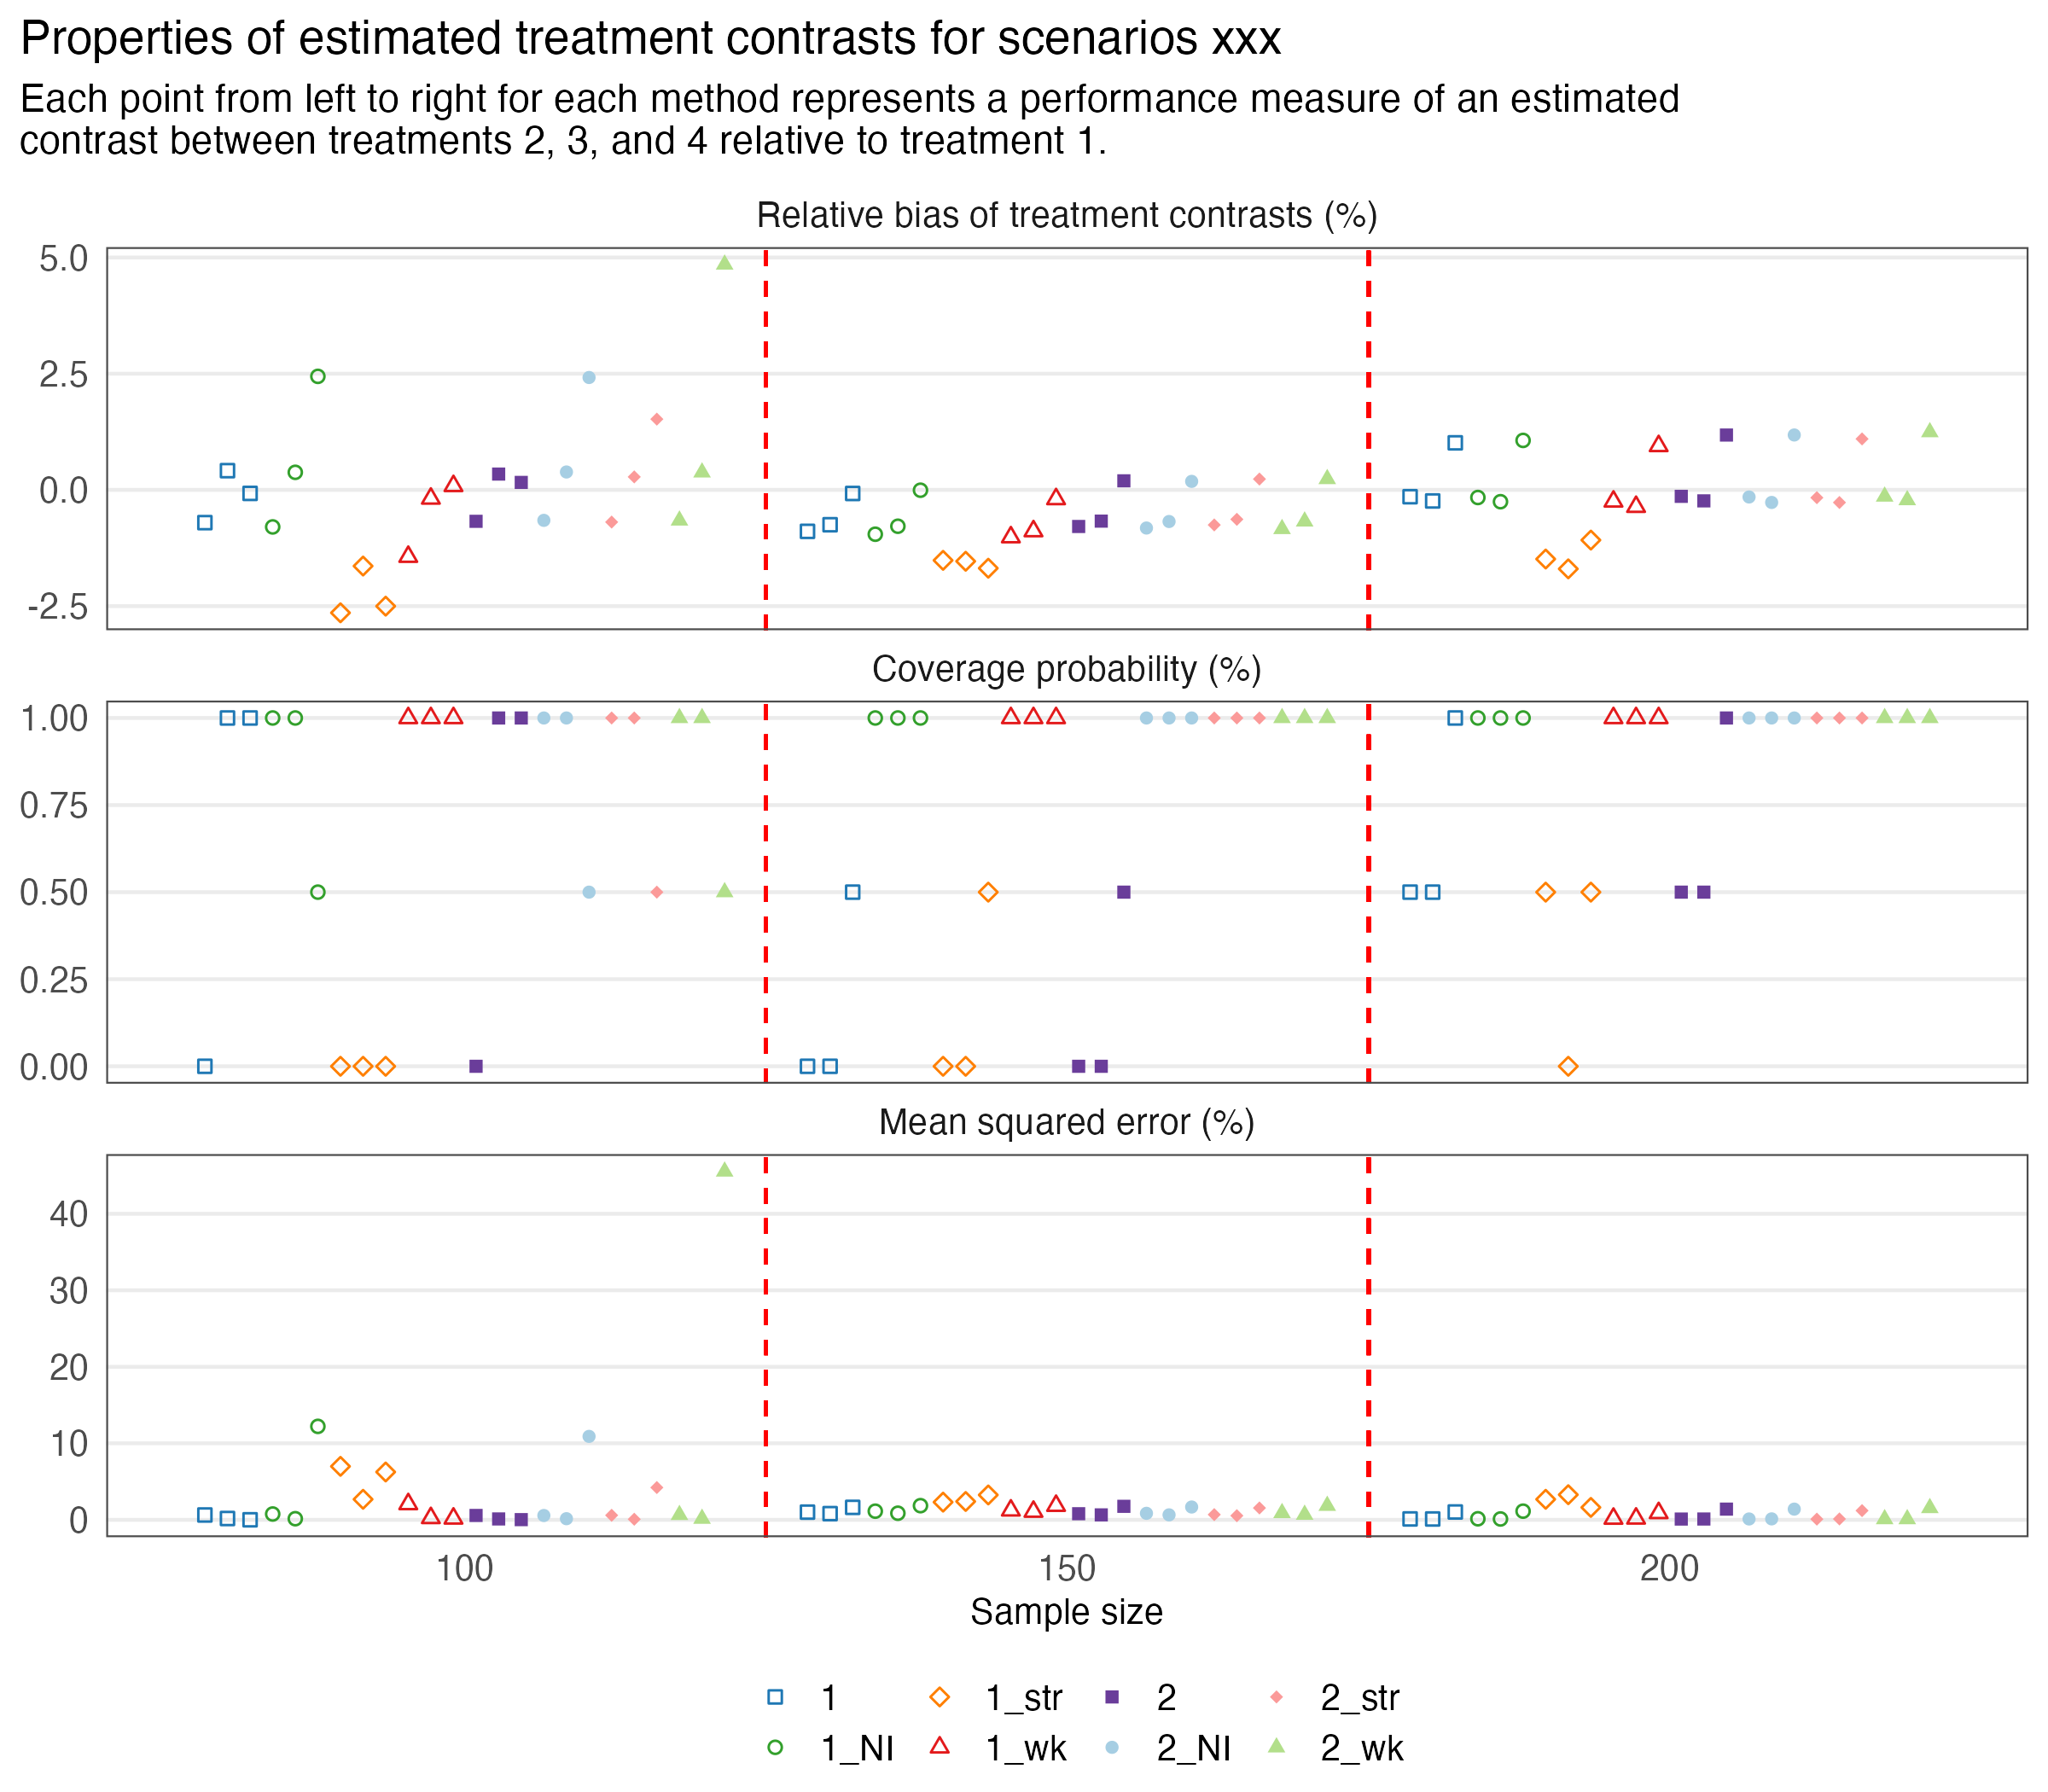 Properties of estimated treatment contrasts for scenarios xxx
Each point from left to right for each method represents a performance measure of an estimated
contrast between treatments 2, 3, and 4 relative to treatment 1.
Relative bias of treatment contrasts (%)
5.0
2.5
0.0
-2.5
Coverage probability (%)
1.00
0.75
0.50
0.25
0.00
Mean squared error (%)
40
30
20
10
0
100 150 200
Sample size
1 1_str 2 2_str
1_NI 1_wk 2_NI 2_wk